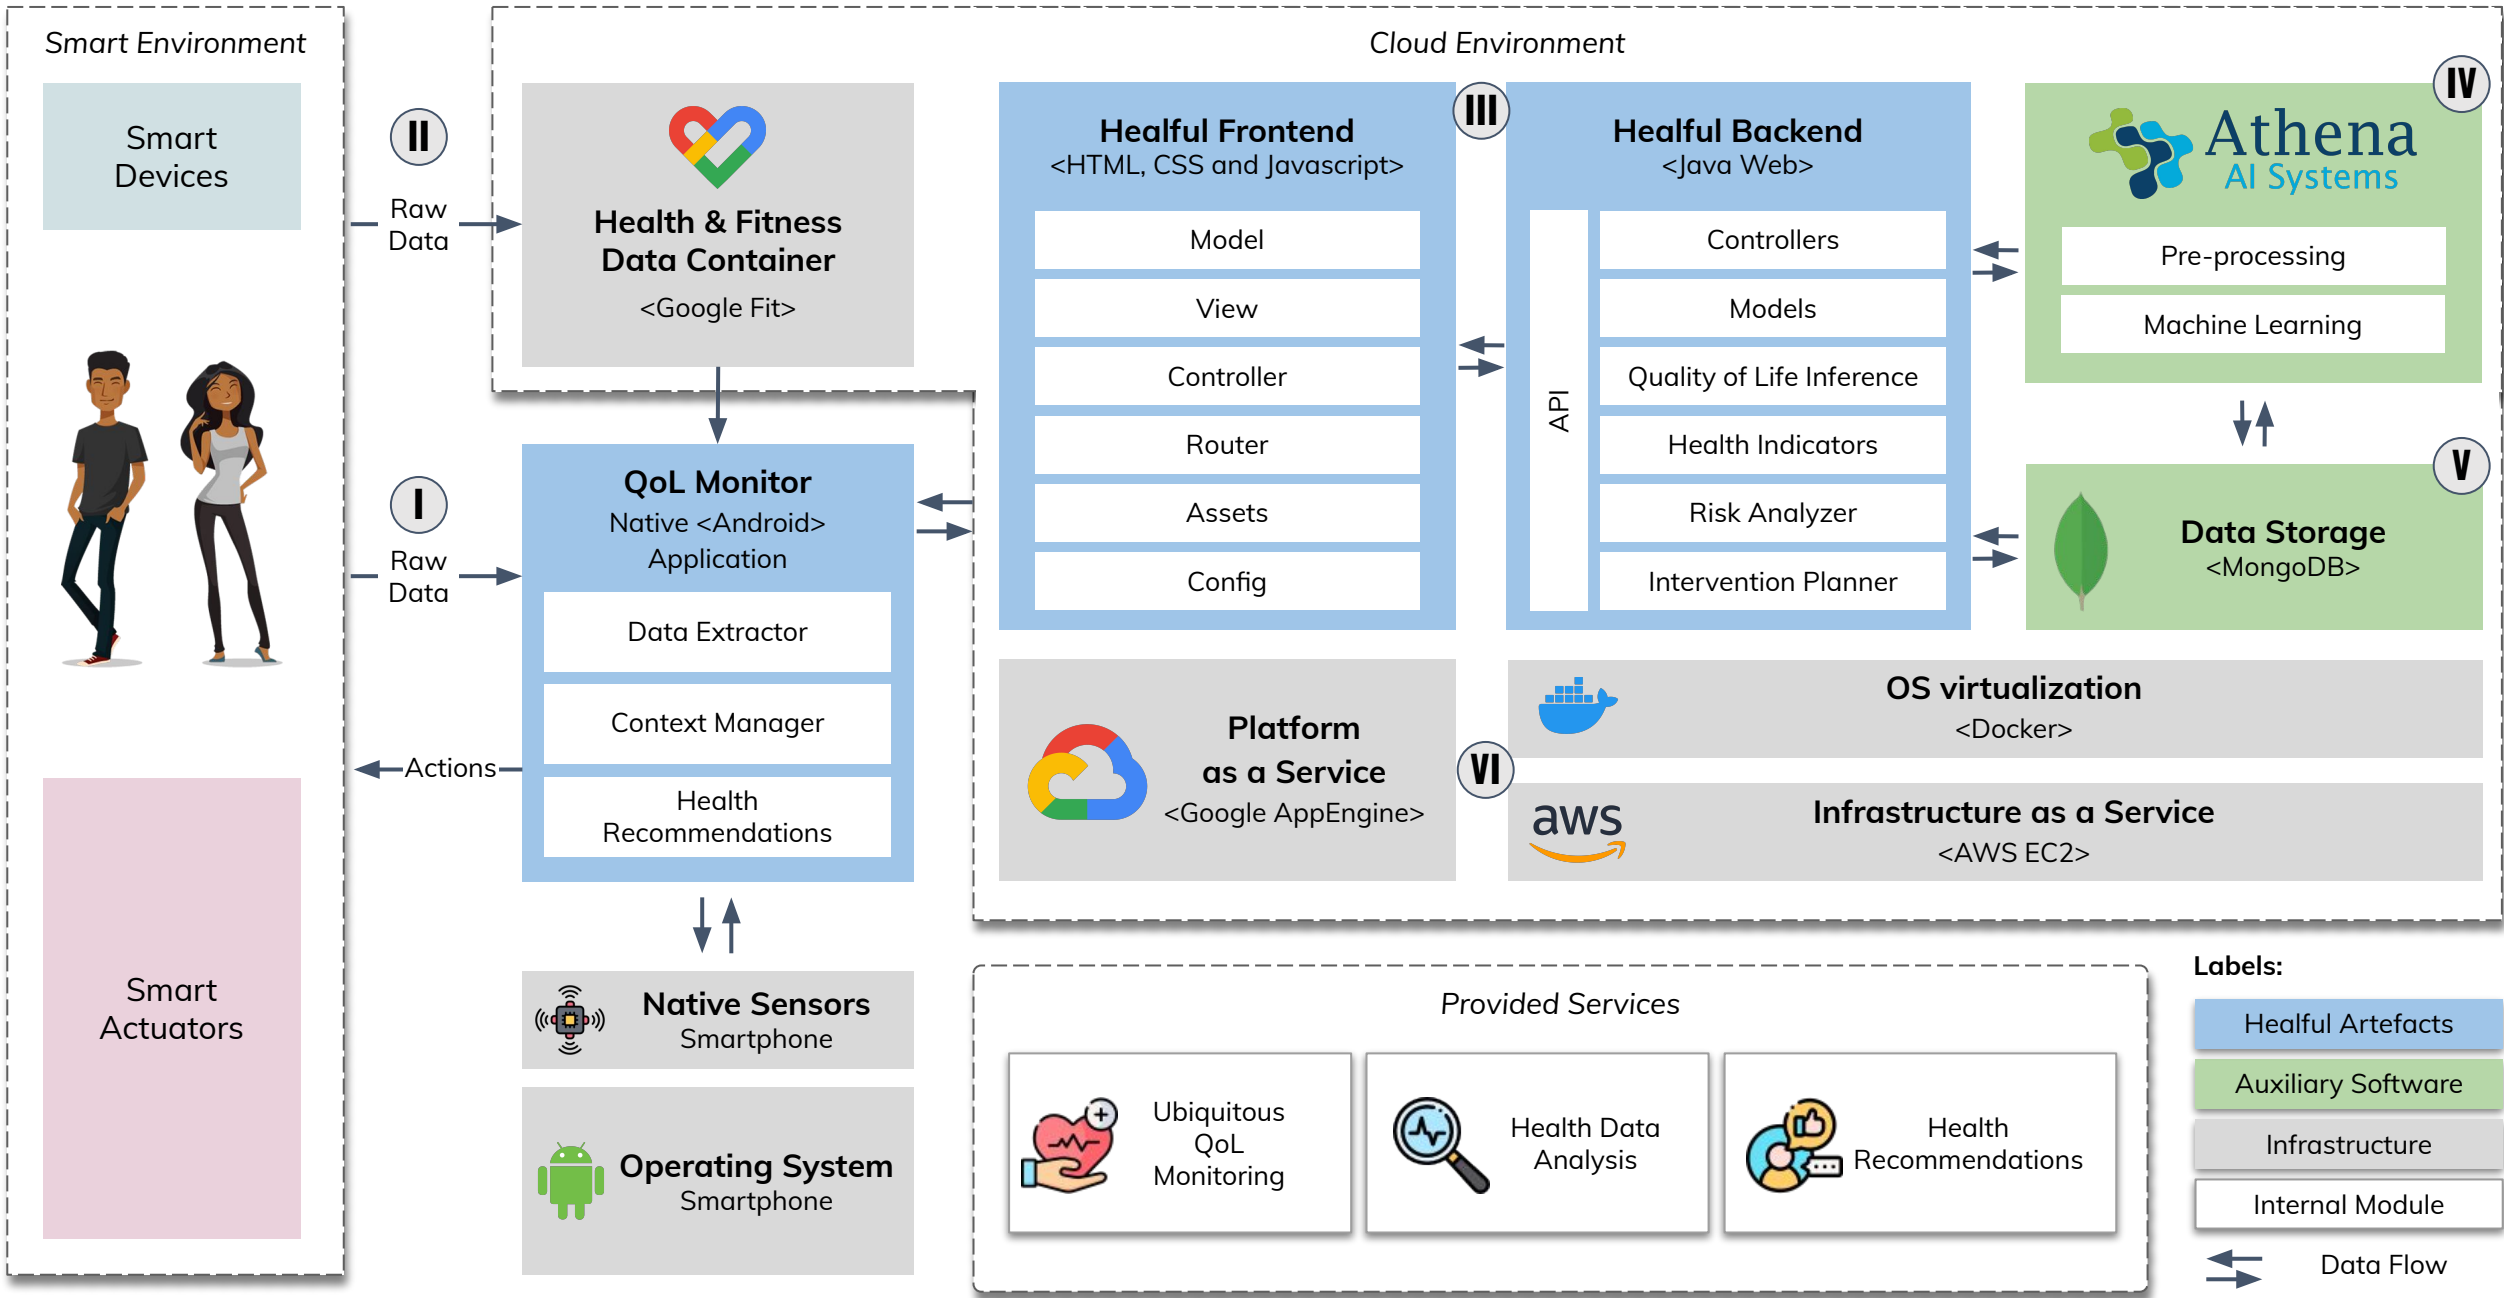 Smart Environment
Smart
Devices
II
Raw
Data
I
Raw
Data
Actions
Smart
Actuators
Cloud Environment
Health & Fitness
Data Container
<Google Fit>
QoL Monitor
Native <Android>
Application
Data Extractor
Context Manager
Health
Recommendations
Native Sensors
Smartphone
Operating System
Smartphone
III
Healful Frontend
<HTML, CSS and Javascript>
Model
View
Controller
Router
Assets
Config
Healful Backend
<Java Web>
API
Controllers
Models
Quality of Life Inference
Health Indicators
Risk Analyzer
Intervention Planner
IV
Athena
AI Systems
Pre-processing
Machine Learning
V
Data Storage
<MongoDB>
Platform
as a Service
<Google AppEngine>
VI
OS virtualization
<Docker>
aws
Infrastructure as a Service
<AWS EC2>
Provided Services
Ubiquitous
QoL
Monitoring
Health Data
Analysis
Health
Recommendations
Labels:
Healful Artefacts
Auxiliary Software
Infrastructure
Internal Module
Data Flow